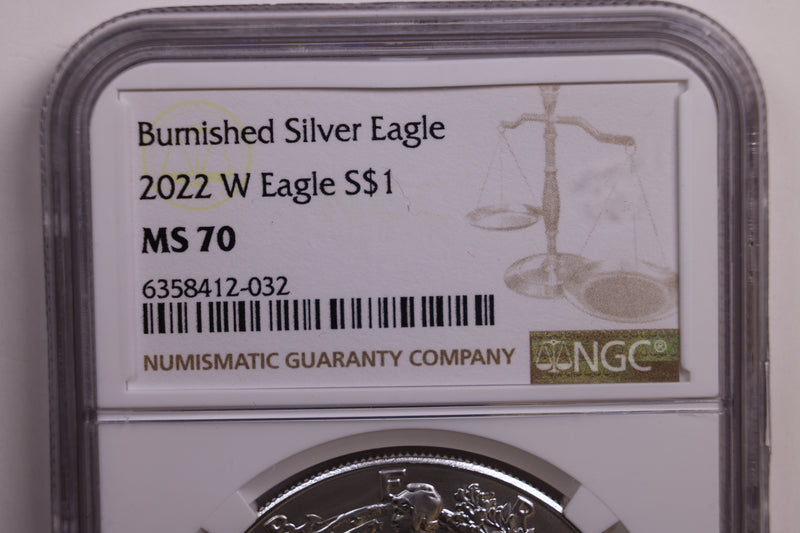 Burnished Silver Eagle
2022 W Eagle S$1
MS 70
6358412-032
NUMISMATIC GUARANTY COMPANY
NGC®